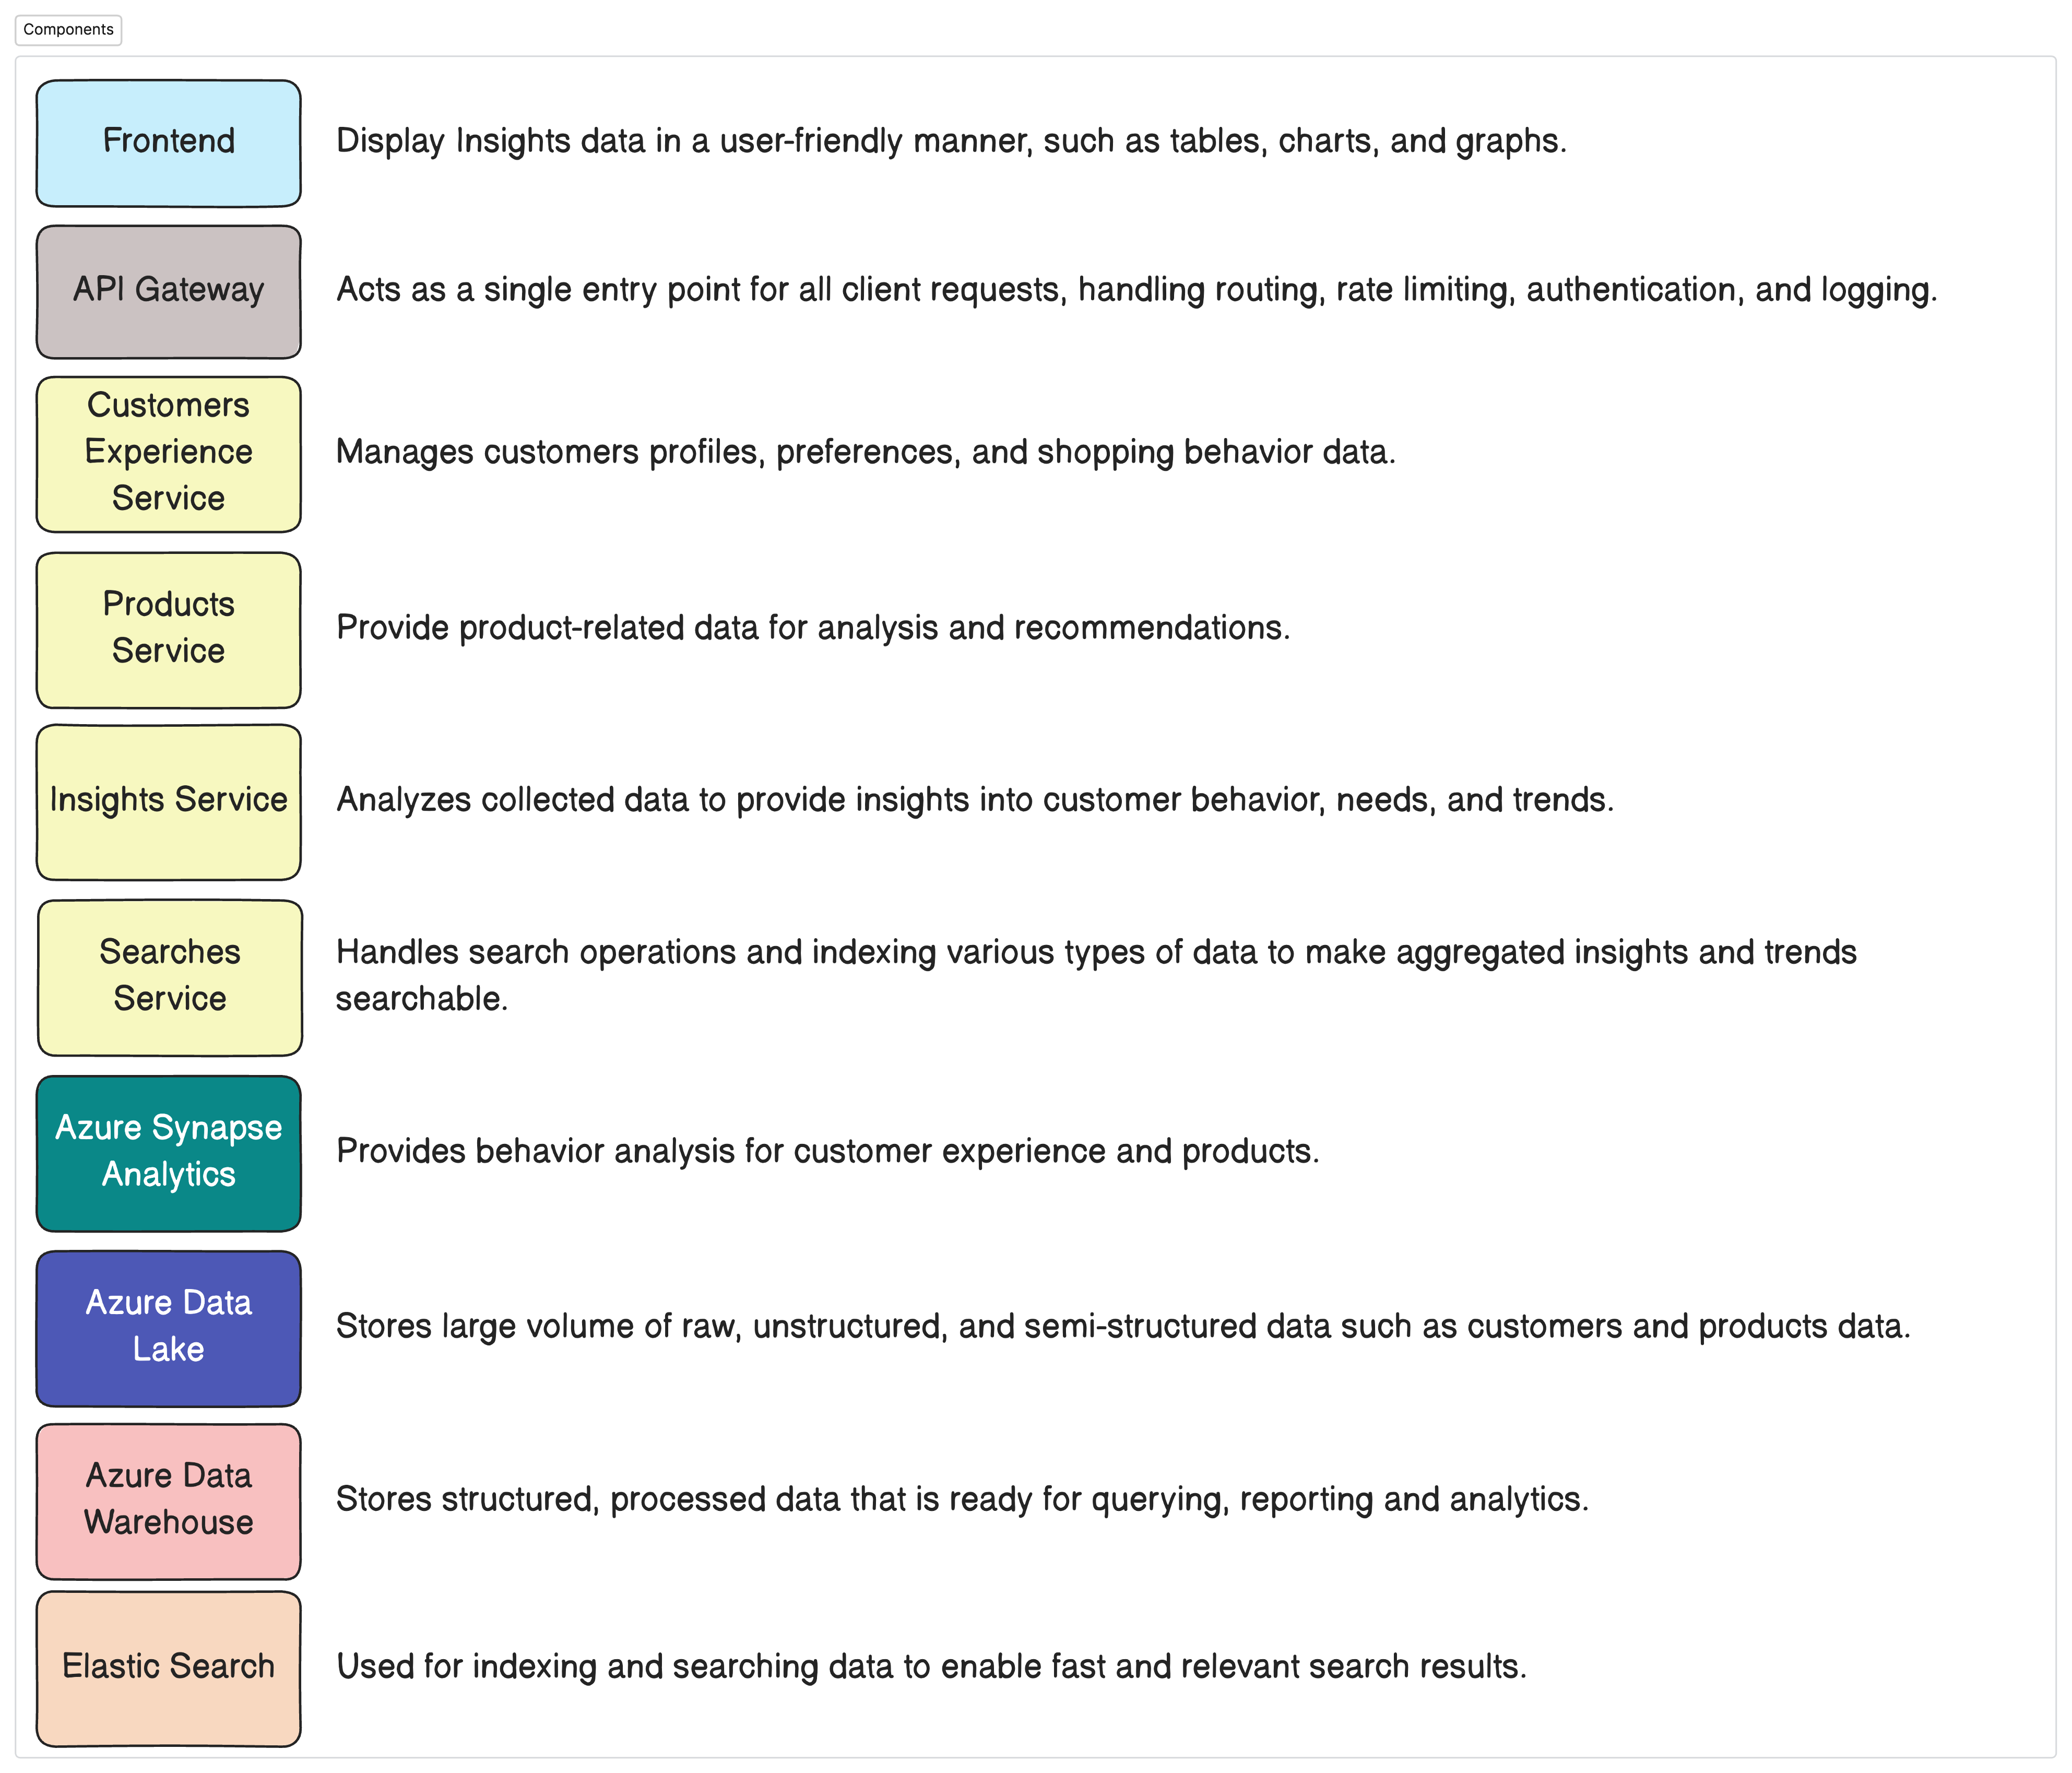 Components
Frontend
Display Insights data in a user-friendly manner, such as tables, charts, and graphs.
API Gateway
Acts as a single entry point for all client requests, handling routing, rate limiting, authentication, and logging.
Customers
Experience
Service
Manages customers profiles, preferences, and shopping behavior data.
Products
Service
Provide product-related data for analysis and recommendations.
Insights Service
Analyzes collected data to provide insights into customer behavior, needs, and trends.
Searches
Service
Handles search operations and indexing various types of data to make aggregated insights and trends
searchable.
Azure Synapse
Analytics
Provides behavior analysis for customer experience and products.
Azure Data
Lake
Stores large volume of raw, unstructured, and semi-structured data such as customers and products data.
Azure Data
Warehouse
Stores structured, processed data that is ready for querying, reporting and analytics.
Elastic Search
Used for indexing and searching data to enable fast and relevant search results.